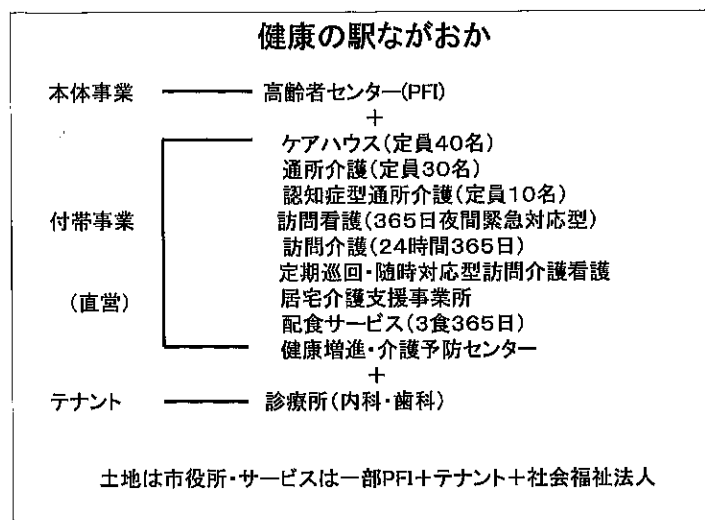 健康の駅ながおか
本体事業 高齢者センター(PFI)
+
ケアハウス(定員40名)
通所介護(定員30名)
認知症型通所介護(定員10名)
付帯事業 訪問看護(365日夜間緊急対応型)
訪問介護(24時間365日)
定期巡回・随時対応型訪問介護看護
(直営) 居宅介護支援事業所
配食サービス(3食365日)
健康増進・介護予防センター
+
テナント 診療所(内科・歯科)
土地は市役所・サービスは一部PFI+テナント+社会福祉法人